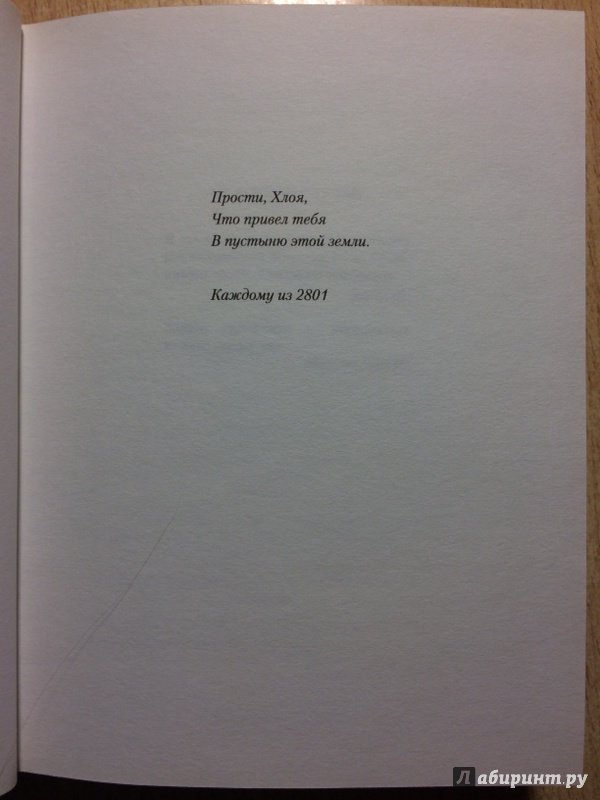 Прости, Хлоя,
Что привел тебя
В пустыню этой земли.
Каждому из 2801
Лабиринт.ру